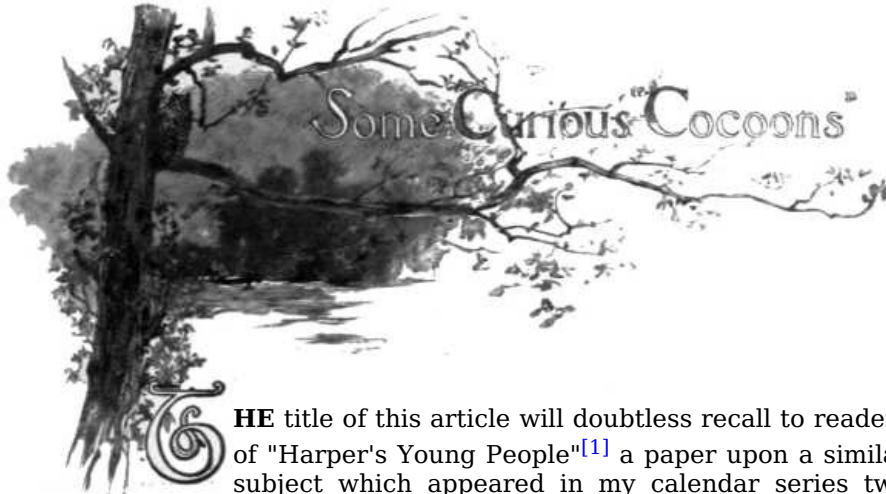 Some Curious "Cocoons"
THE title of this article will doubtless recall to reade
of "Harper's Young People"[1] a paper upon a simila
subject which appeared in my calendar series tw